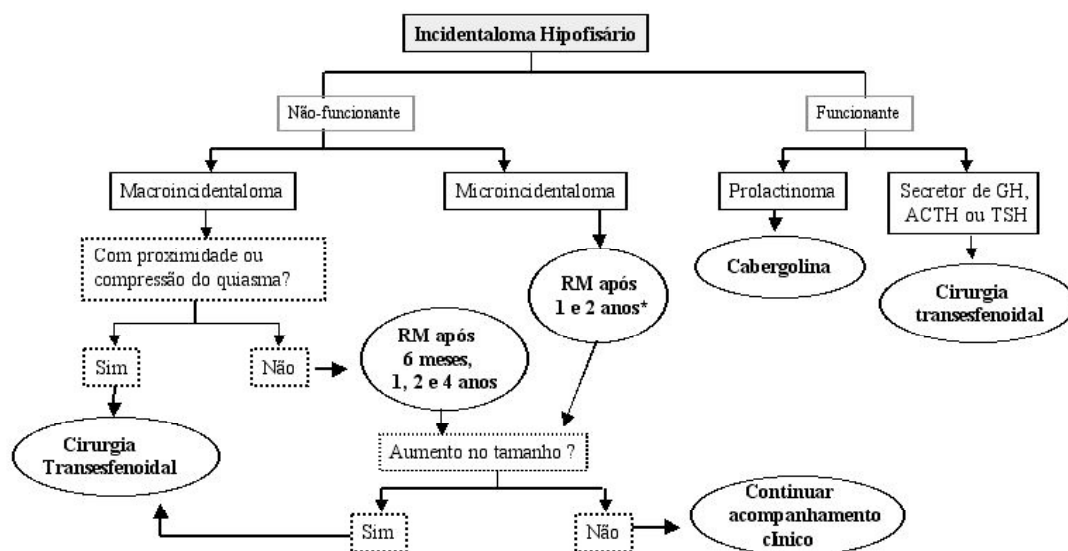 Incidentaloma Hipofisário
Não-funcionante
Funcionante
Macroincidentaloma
Microincidentaloma
Prolactinoma
Secretor de GH,
ACTH ou TSH
Com proximidade ou
compressão do quiasma?
RM após
1 e 2 anos*
Cabergolina
Cirurgia
transesfenoidal
Sim
Não
RM após
6 meses,
1, 2 e 4 anos
Cirurgia
Transesfenoidal
Aumento no tamanho ?
Sim
Não
Continuar
acompanhamento
clínico